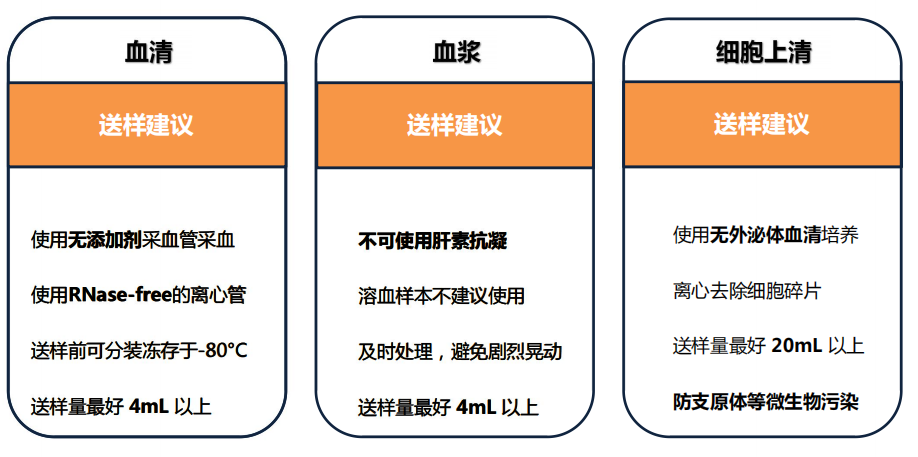 血清
送样建议
使用无添加剂采血管采血
使用RNase-free的离心管
送样前可分装冻存于-80°C
送样量最好 4mL 以上
血浆
送样建议
不可使用肝素抗凝
溶血样本不建议使用
及时处理，避免剧烈晃动
送样量最好 4mL 以上
细胞上清
送样建议
使用无外泌体血清培养
离心去除细胞碎片
送样量最好 20mL 以上
防支原体等微生物污染